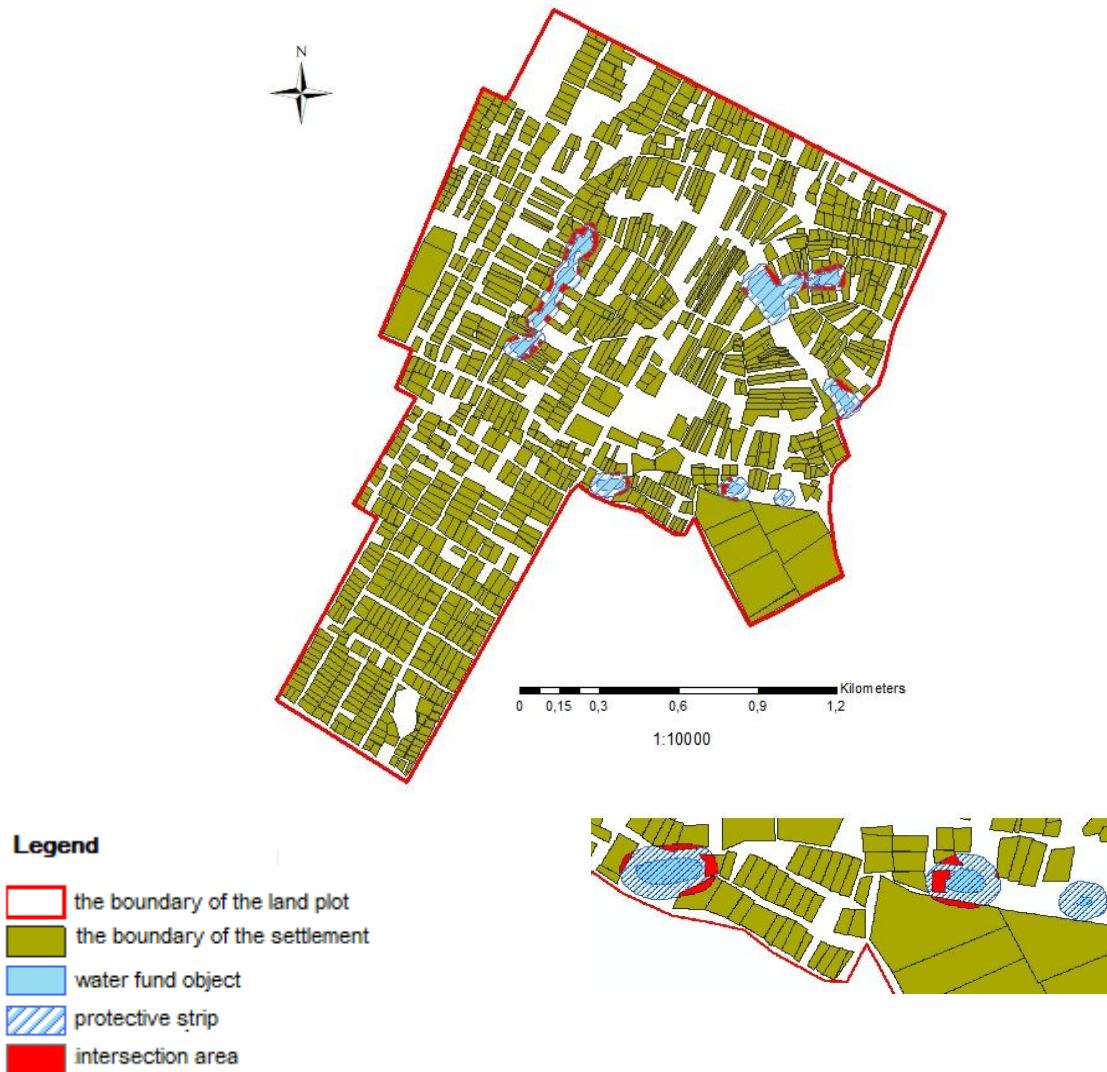 N
Kilometers
0 0,15 0,3 0,6 0,9 1,2
1:10000
Legend
the boundary of the land plot
the boundary of the settlement
water fund object
protective strip
intersection area